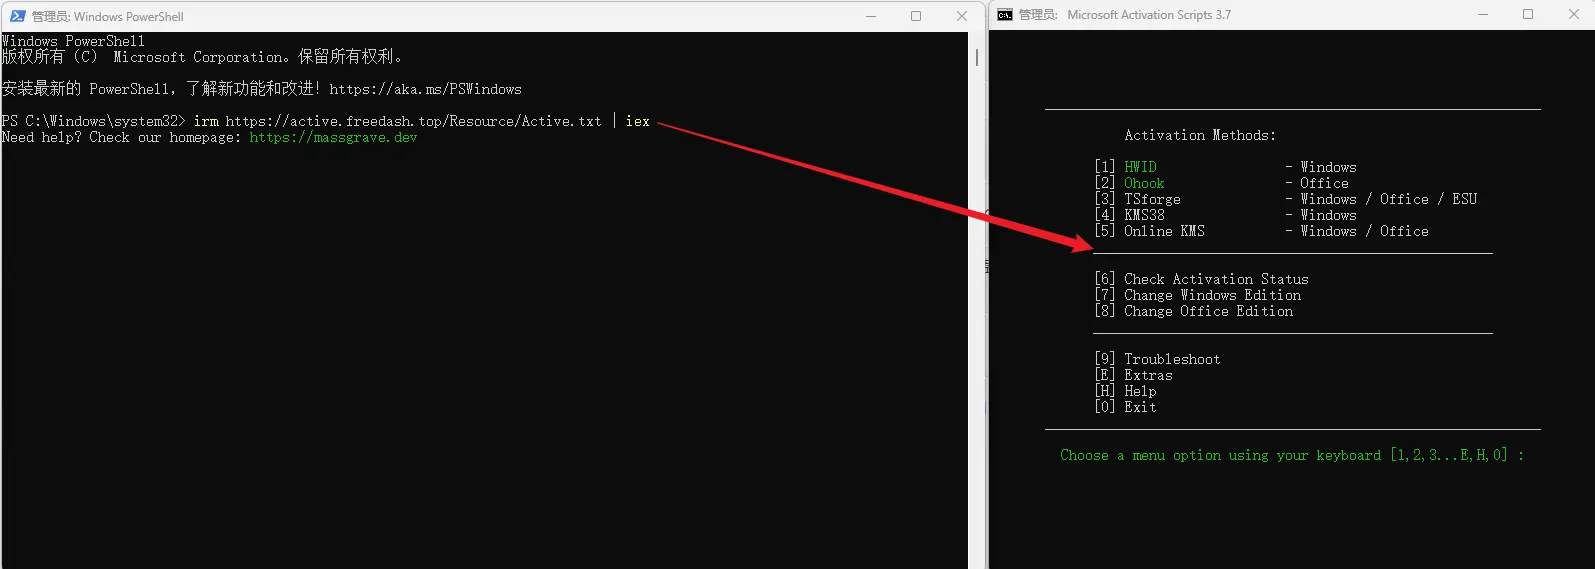 管理员: Windows PowerShell
Windows PowerShell
版权所有 (C) Microsoft Corporation。保留所有权利。
安装最新的 PowerShell，了解新功能和改进！https://aka.ms/PSWindows
PS C:\Windows\system32> irm https://active.freedash.top/Resource/Active.txt | iex
Need help? Check our homepage: https://massgrave.dev
管理员: Microsoft Activation Scripts 3.7
Activation Methods:
[1] HWID - Windows
[2] Ohook - Office
[3] TSforge - Windows / Office / ESU
[4] KMS38 - Windows
[5] Online KMS - Windows / Office
[6] Check Activation Status
[7] Change Windows Edition
[8] Change Office Edition
[9] Troubleshoot
[E] Extras
[H] Help
[0] Exit
Choose a menu option using your keyboard [1,2,3...E,H,0] :